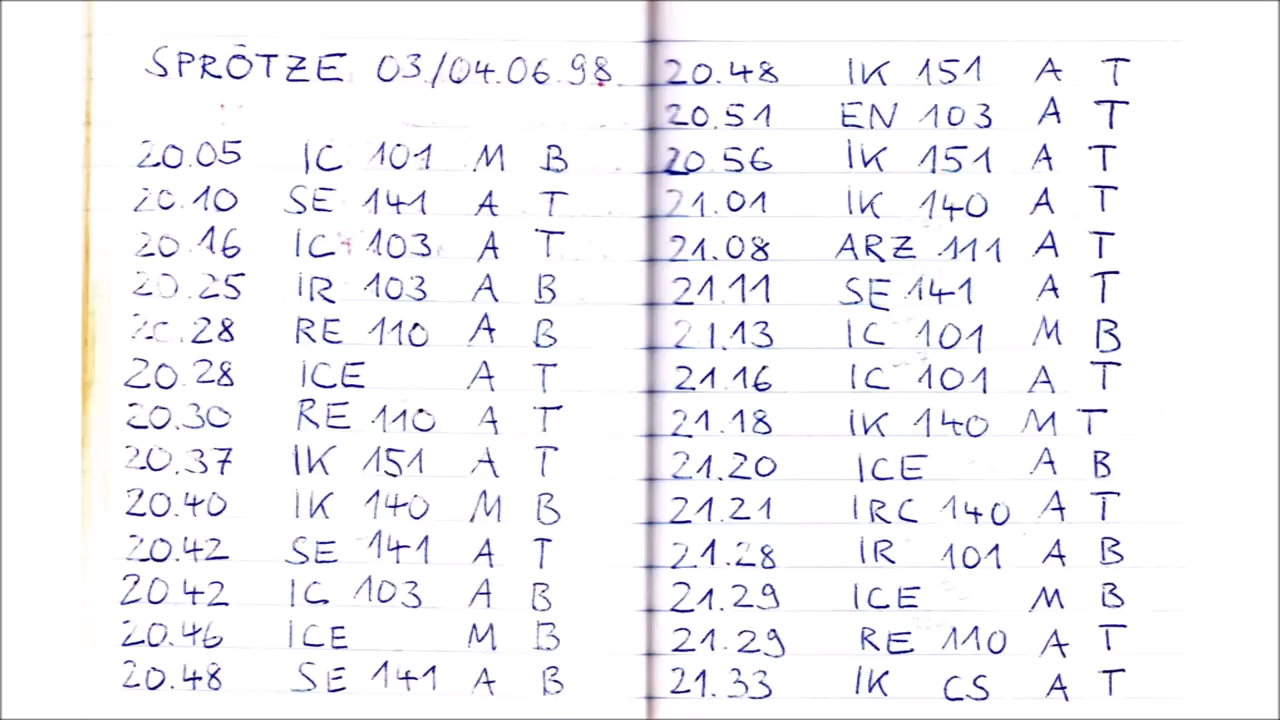 SPRÖTZE 03/04.06.98
20.05 IC 101 M B
20.10 SE 141 A T
20.16 IC 103 A T
20.25 IR 103 A B
20.28 RE 110 A B
20.28 ICE A T
20.30 RE 110 A T
20.37 IK 151 A T
20.40 IK 140 M B
20.42 SE 141 A T
20.42 IC 103 A B
20.46 ICE M B
20.48 SE 141 A B
20.48 IK 151 A T
20.51 EN 103 A T
20.56 IK 151 A T
21.01 IK 140 A T
21.08 ARZ 111 A T
21.11 SE 141 A T
21.13 IC 101 M B
21.16 IC 101 A T
21.18 IK 140 M T
21.20 ICE A B
21.21 IRC 140 A T
21.28 IR 101 A B
21.29 ICE M B
21.29 RE 110 A T
21.33 IK CS A T